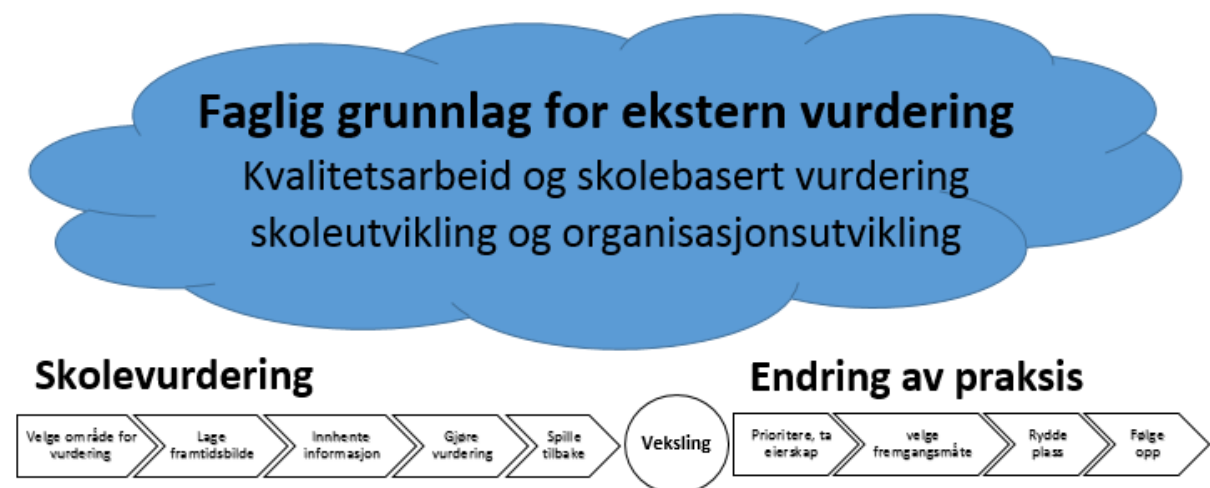 Faglig grunnlag for ekstern vurdering
Kvalitetsarbeid og skolebasert vurdering
skoleutvikling og organisasjonsutvikling
Skolevurdering
Velge område for
vurdering
Lage
framtidsbilde
Innhente
informasjon
Gjøre
vurdering
Spille
tilbake
Veksling
Endring av praksis
Prioritere, ta
eierskap
velge
fremgangsmåte
Rydde
plass
Følge
opp